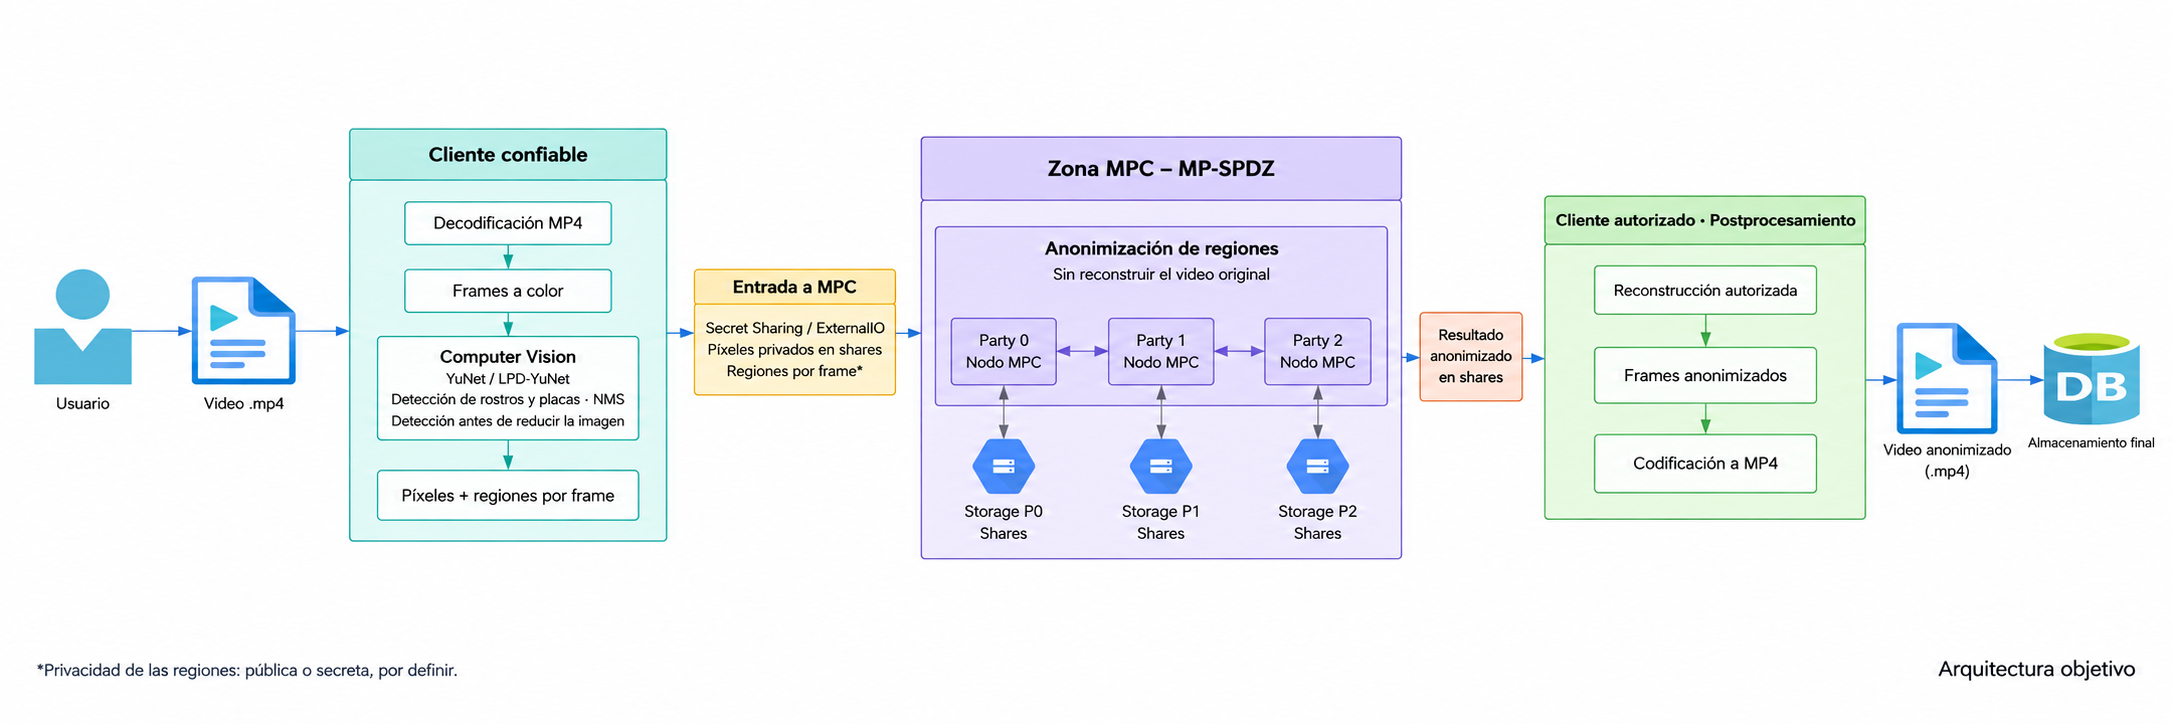 Usuario
Video .mp4
Cliente confiable
Decodificación MP4
Frames a color
Computer Vision
YuNet / LPD-YuNet
Detección de rostros y placas · NMS
Detección antes de reducir la imagen
Píxeles + regiones por frame
Entrada a MPC
Secret Sharing / ExternalIO
Píxeles privados en shares
Regiones por frame*
Zona MPC – MP-SPDZ
Anonimización de regiones
Sin reconstruir el video original
Party 0
Nodo MPC
Party 1
Nodo MPC
Party 2
Nodo MPC
Storage P0
Shares
Storage P1
Shares
Storage P2
Shares
Resultado
anonimizado
en shares
Cliente autorizado · Postprocesamiento
Reconstrucción autorizada
Frames anonimizados
Codificación a MP4
Video anonimizado
(.mp4)
DB
Almacenamiento final
*Privacidad de las regiones: pública o secreta, por definir.
Arquitectura objetivo